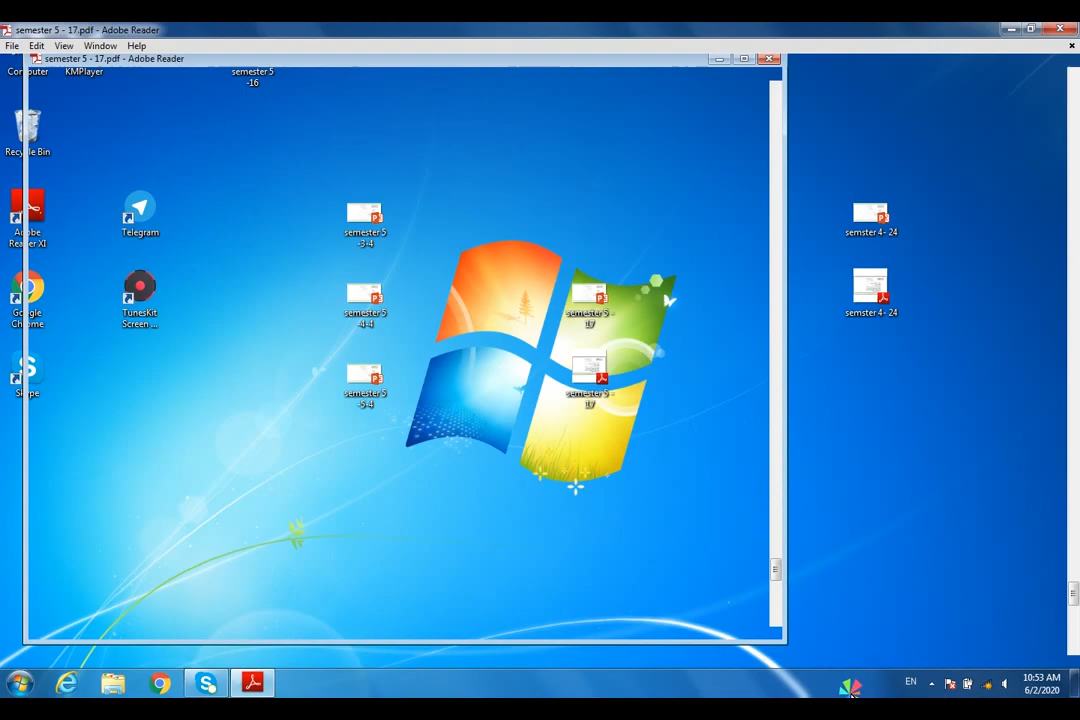 semester 5 - 17.pdf - Adobe Reader
File Edit View Window Help
semester 5 - 17.pdf - Adobe Reader
Computer
KMPlayer
semester 5
-16
Recycle Bin
Adobe
Reader XI
Telegram
semester 5
-3-4
semster 4- 24
Google
Chrome
TunesKit
Screen ...
semester 5
-4-4
semester 5 -
17
semster 4- 24
Skype
semester 5
-5-4
semester 5 -
17
EN
10:53 AM
6/2/2020